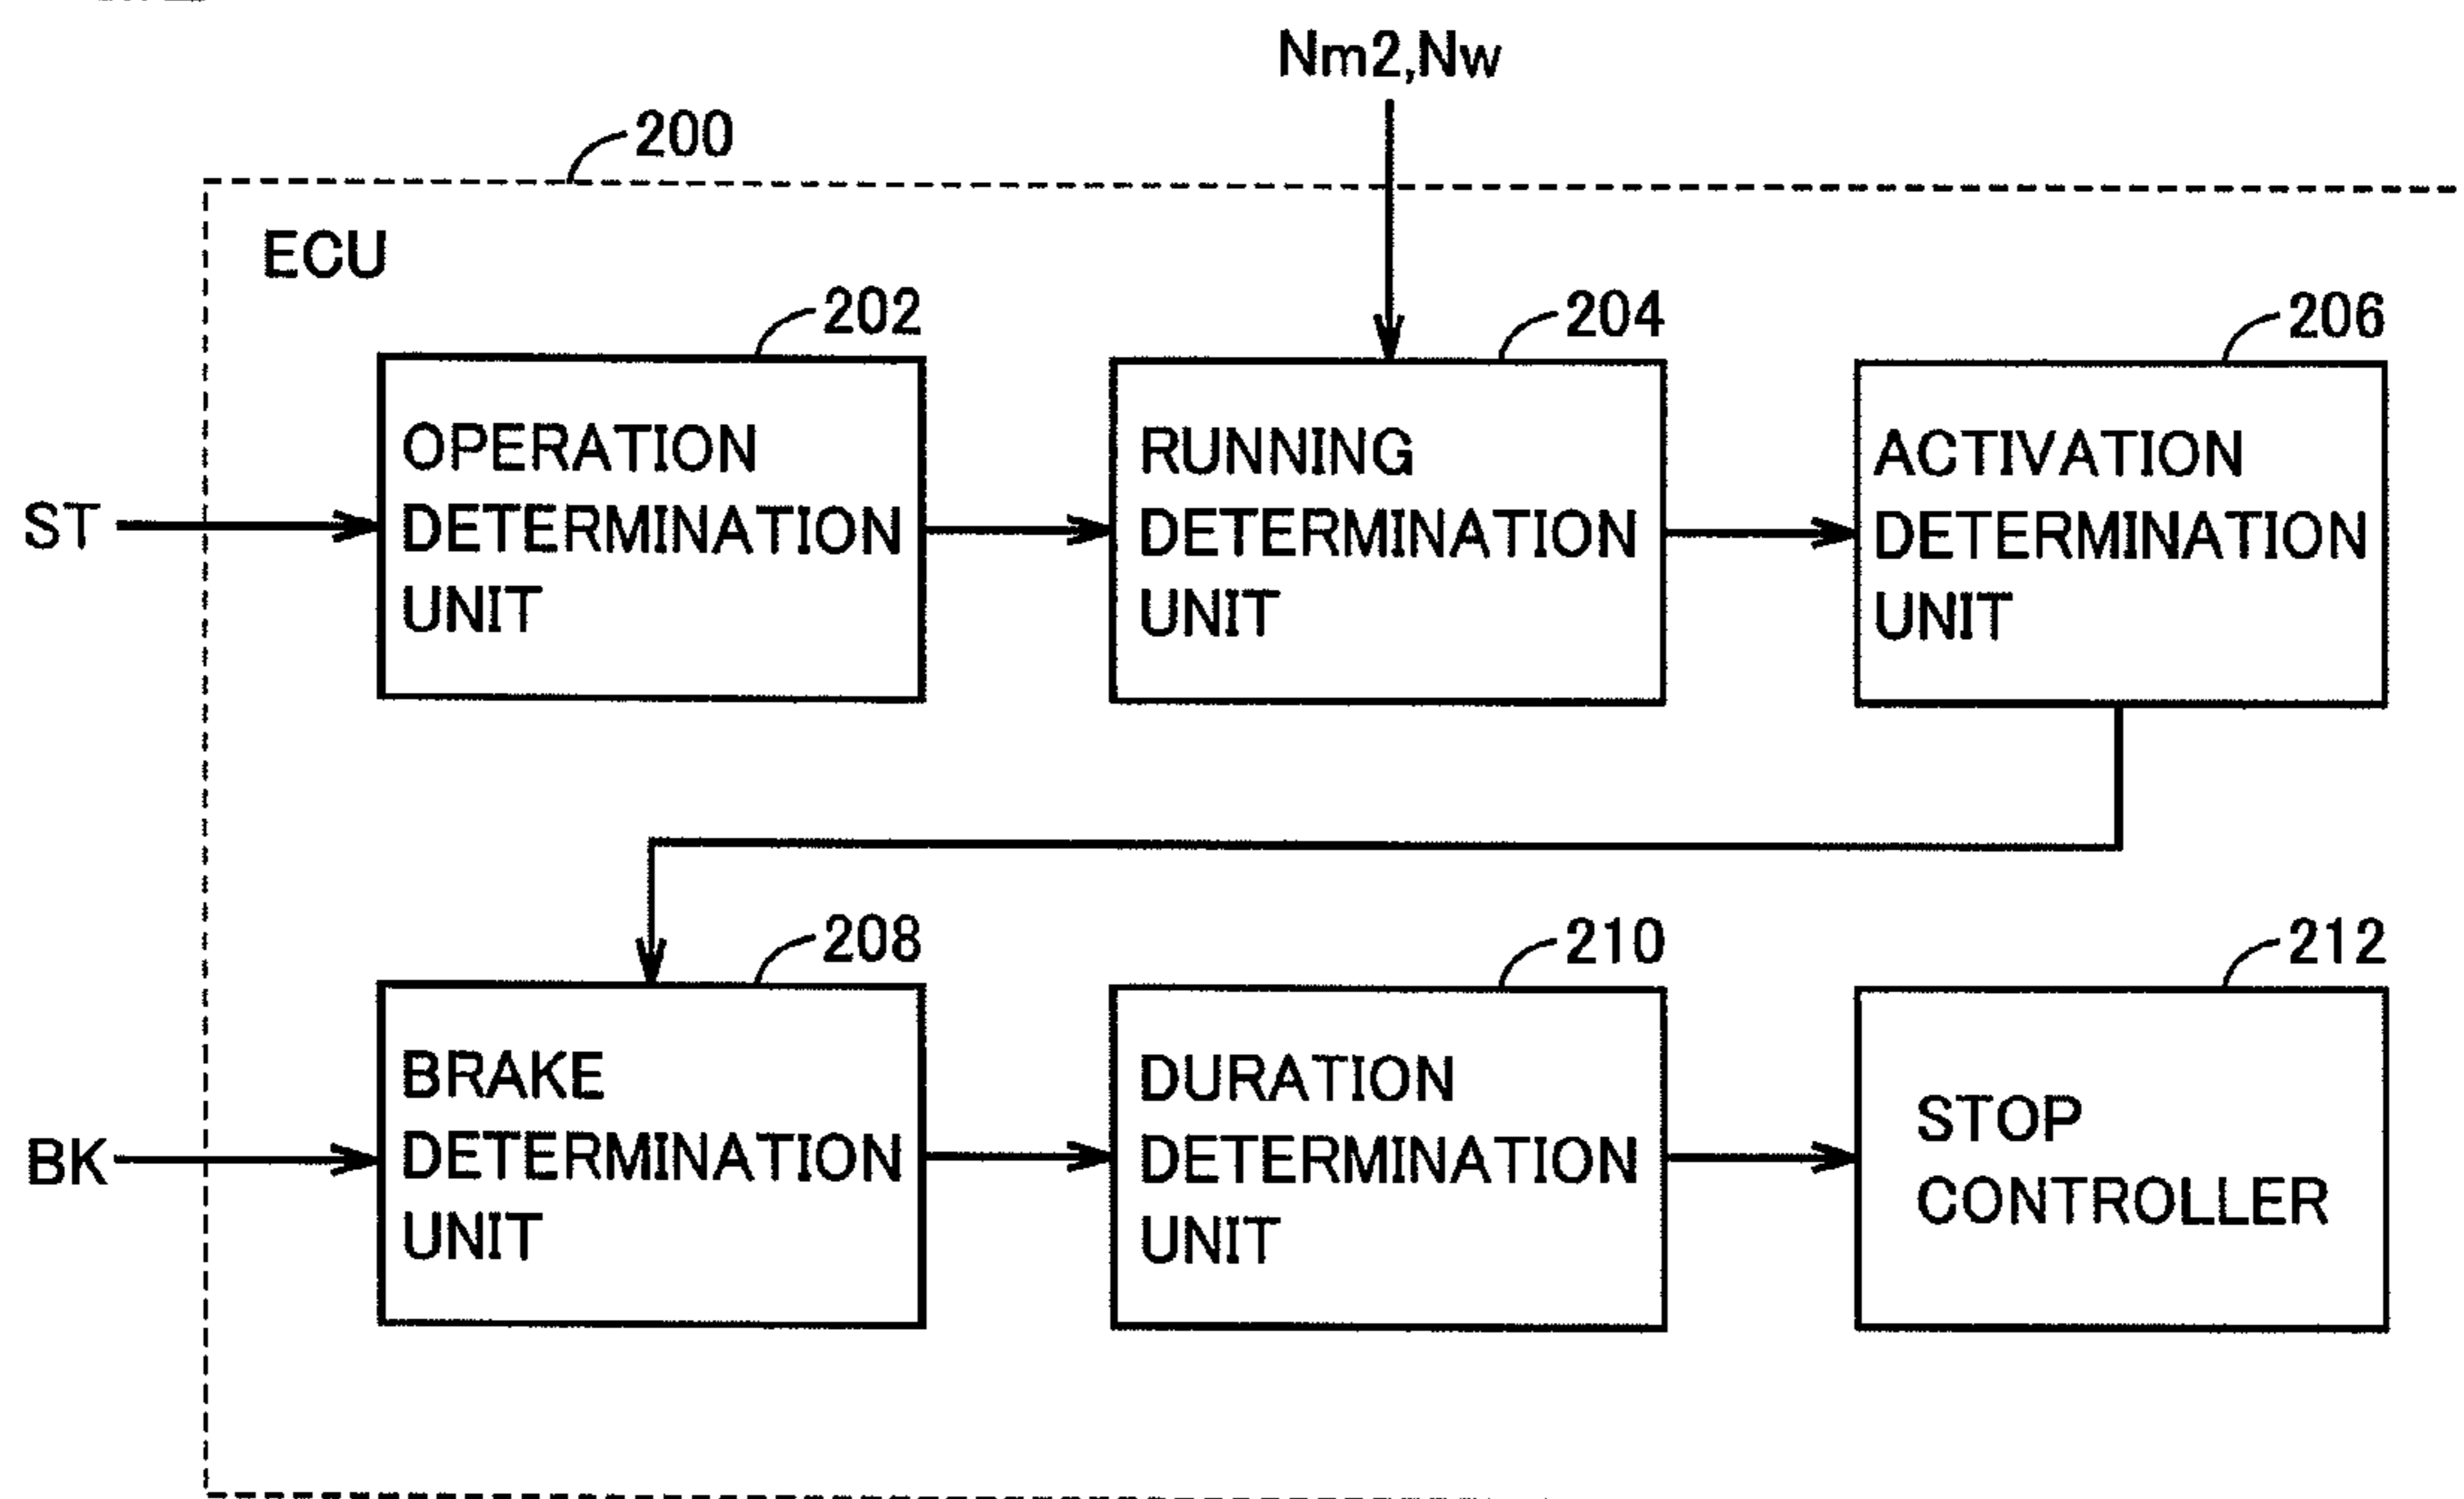 Nm2,Nw
200
ECU
202
204
206
OPERATION
DETERMINATION
UNIT
RUNNING
DETERMINATION
UNIT
ACTIVATION
DETERMINATION
UNIT
ST
208
210
212
BRAKE
DETERMINATION
UNIT
DURATION
DETERMINATION
UNIT
STOP
CONTROLLER
BK